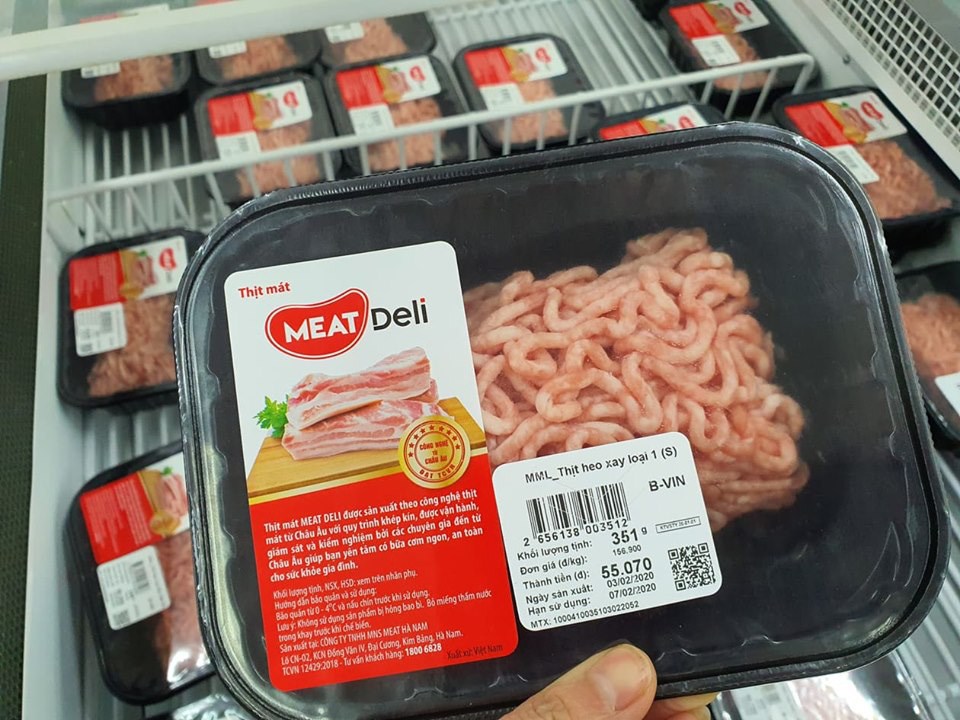 Thịt mát
MEAT Deli
CÔNG NGHỆ
CHÂU ÂU
ĐẠT TCVN
Thịt mát MEAT DELI được sản xuất theo công nghệ thịt
mát từ Châu Âu với quy trình khép kín, được vận hành,
giám sát và kiểm nghiệm bởi các chuyên gia đến từ
Châu Âu giúp bạn yên tâm có bữa cơm ngon, an toàn
cho sức khỏe gia đình.
Khối lượng tịnh, NSX, HSD: xem trên nhãn phụ.
Hướng dẫn bảo quản và sử dụng:
Bảo quản từ 0 - 4°C và nấu chín trước khi sử dụng.
Lưu ý: Không sử dụng sản phẩm bị hỏng bao bì. Bỏ miếng thấm nước
trong khay trước khi chế biến.
Sản xuất tại: CÔNG TY TNHH MNS MEAT HÀ NAM
Lô CN-02, KCN Đồng Văn IV, Đại Cương, Kim Bảng, Hà Nam.
TCVN 12429:2018 - Tư vấn khách hàng: 1800 6828
Xuất xứ: Việt Nam
MML_Thịt heo xay loại 1 (S)
B-VIN
2 656138 003512
Khối lượng tịnh: 351 g
Đơn giá (đ/kg): 156.900
Thành tiền (đ): 55.070
Ngày sản xuất: 03/02/2020
Hạn sử dụng: 07/02/2020
MTX: 1000410035103022052